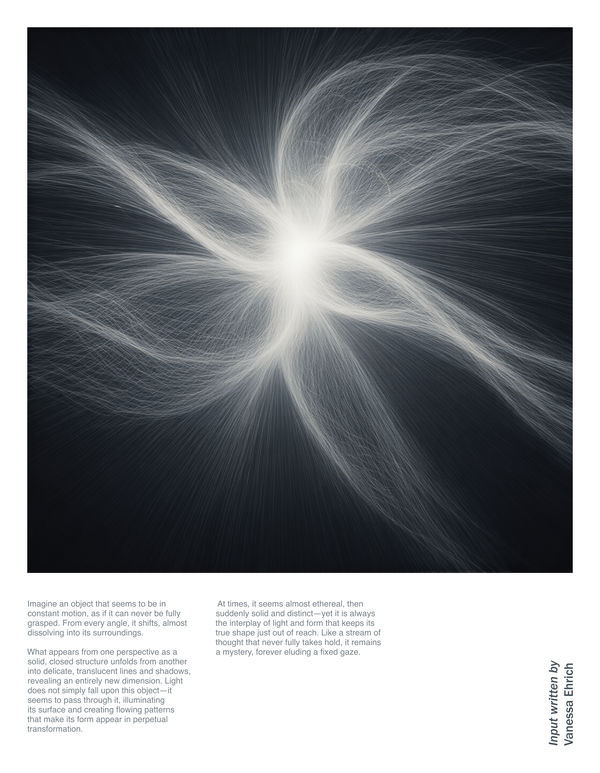 Imagine an object that seems to be in
constant motion, as if it can never be fully
grasped. From every angle, it shifts, almost
dissolving into its surroundings.
What appears from one perspective as a
solid, closed structure unfolds from another
into delicate, translucent lines and shadows,
revealing an entirely new dimension. Light
does not simply fall upon this object—it
seems to pass through it, illuminating
its surface and creating flowing patterns
that make its form appear in perpetual
transformation.
At times, it seems almost ethereal, then
suddenly solid and distinct—yet it is always
the interplay of light and form that keeps its
true shape just out of reach. Like a stream of
thought that never fully takes hold, it remains
a mystery, forever eluding a fixed gaze.
Input written by
Vanessa Ehrich